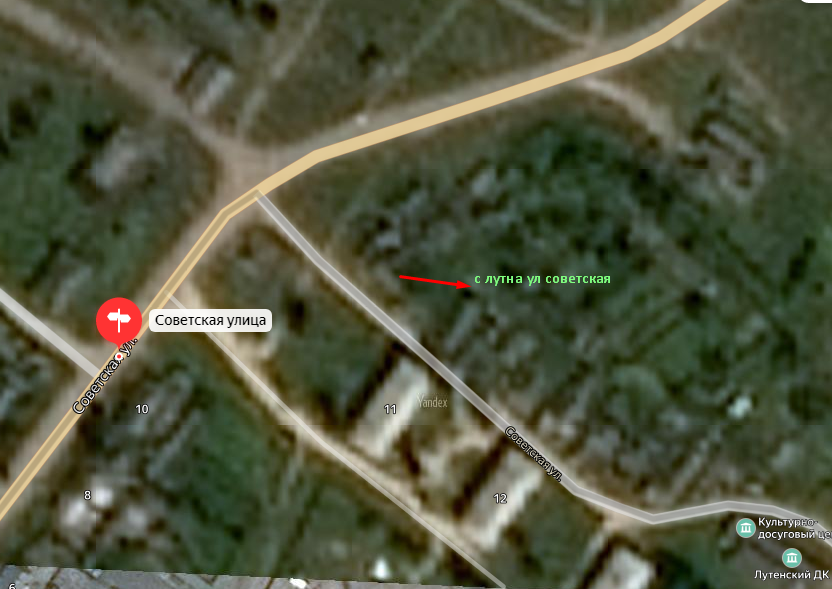 с лутна ул советская
Советская улица
Советская ул.
10
11
Yandex
Советская ул.
8
12
Культурно-
досуговый це
Лутенский ДК
6